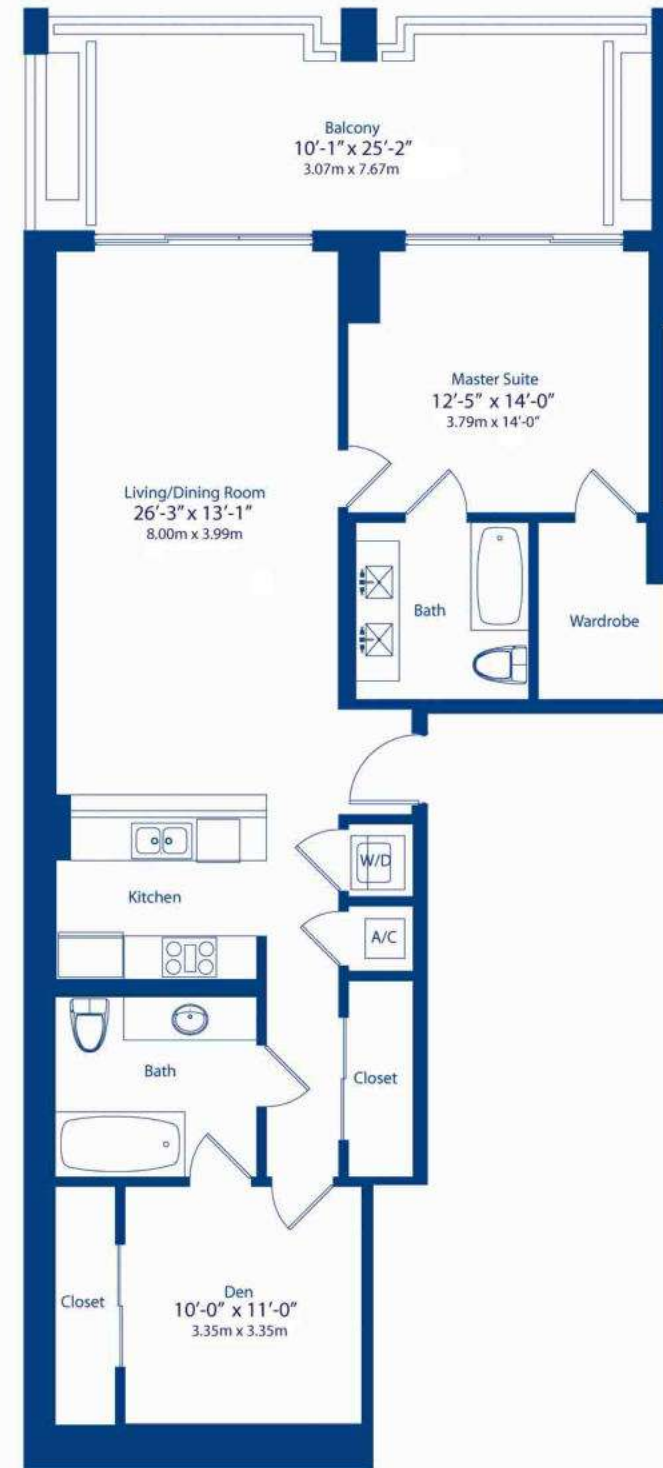 Balcony
10’-1” x 25’-2”
3.07m x 7.67m
Master Suite
12’-5” x 14’-0”
3.79m x 14’-0”
Living/Dining Room
26’-3” x 13’-1”
8,00m x 3.99m
Bath
Wardrobe
W/D
Kitchen
A/C
Bath
Closet
Closet
Den
10’-0” x 11’-0”
3.35m x 3.35m